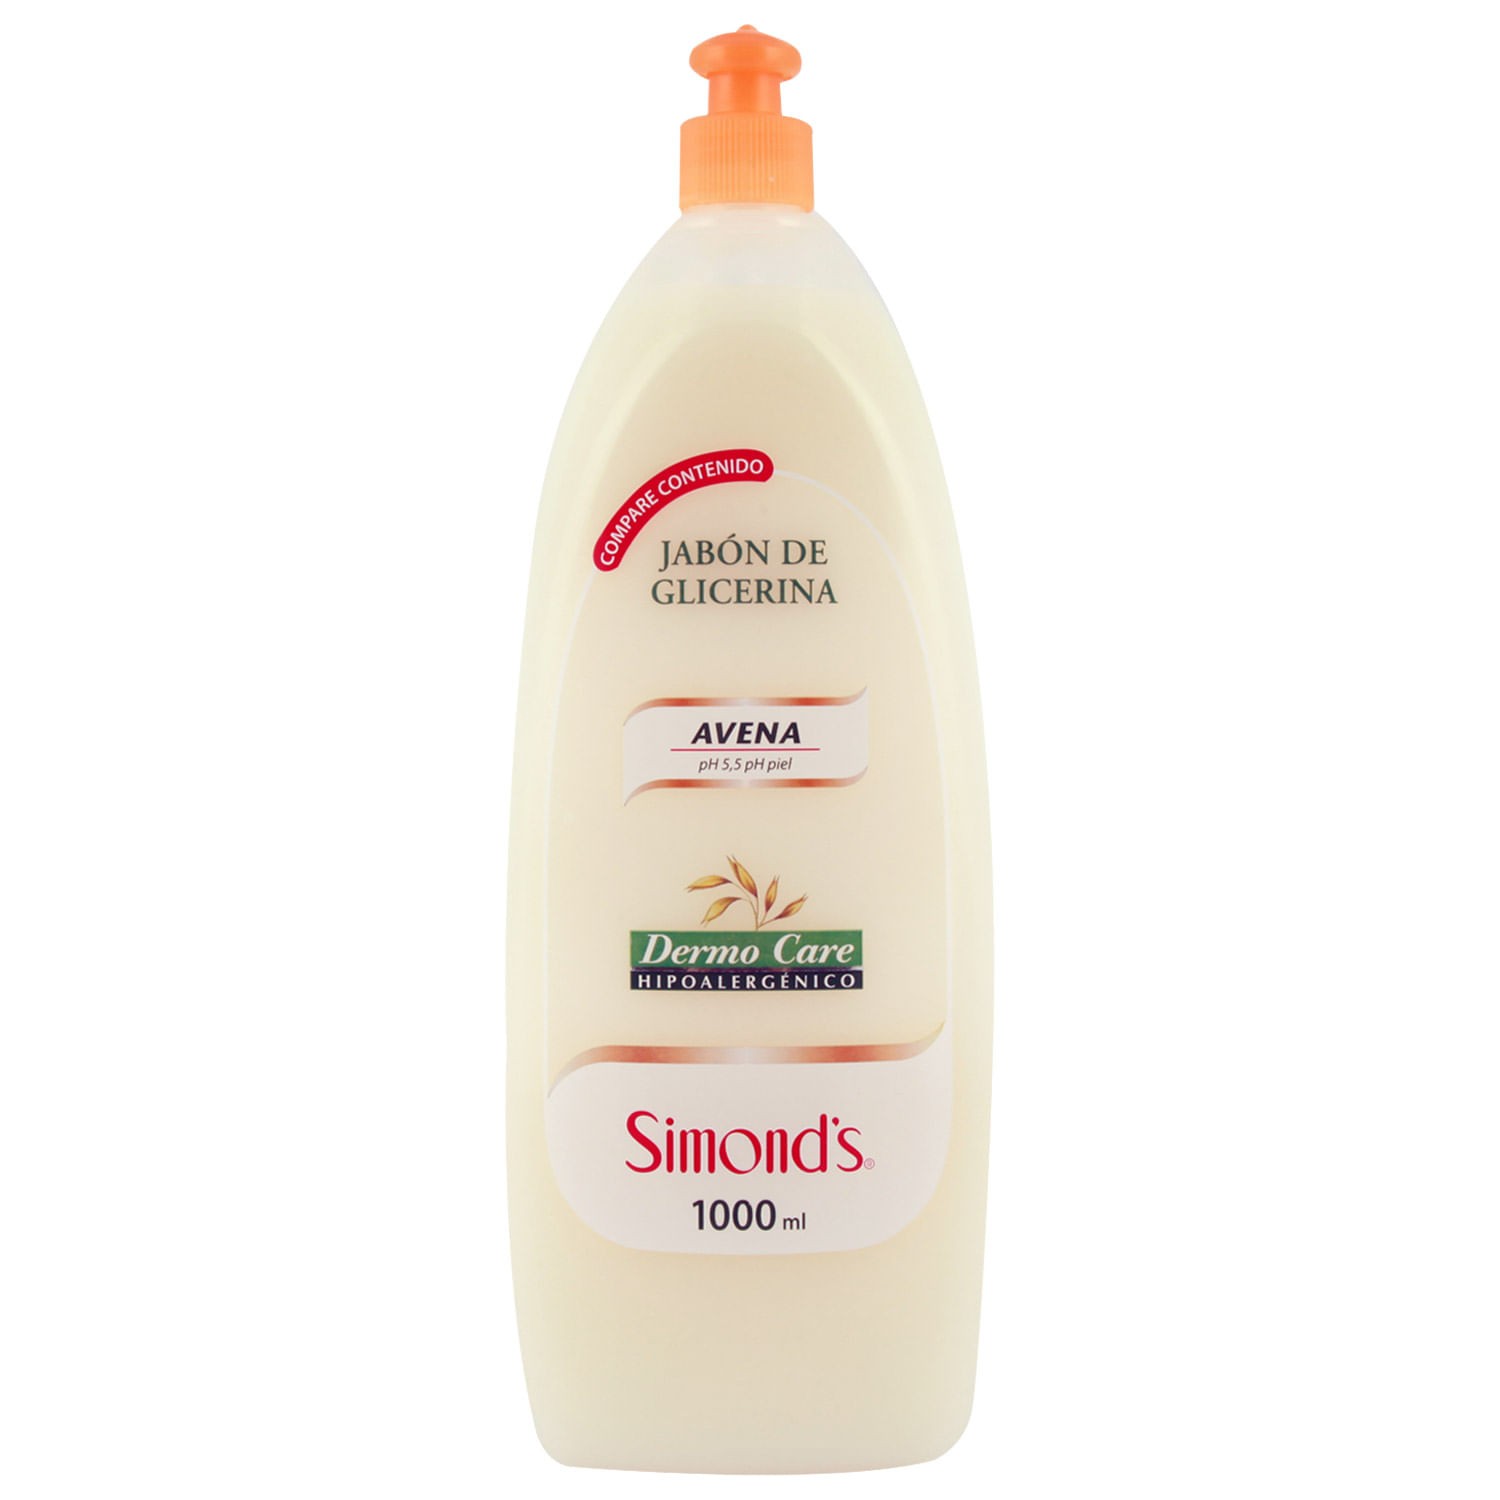 COMPARE CONTENIDO
JABÓN DE
GLICERINA
AVENA
pH 5,5 pH piel
Dermo Care
HIPOALERGÉNICO
Simond's®
1000 ml